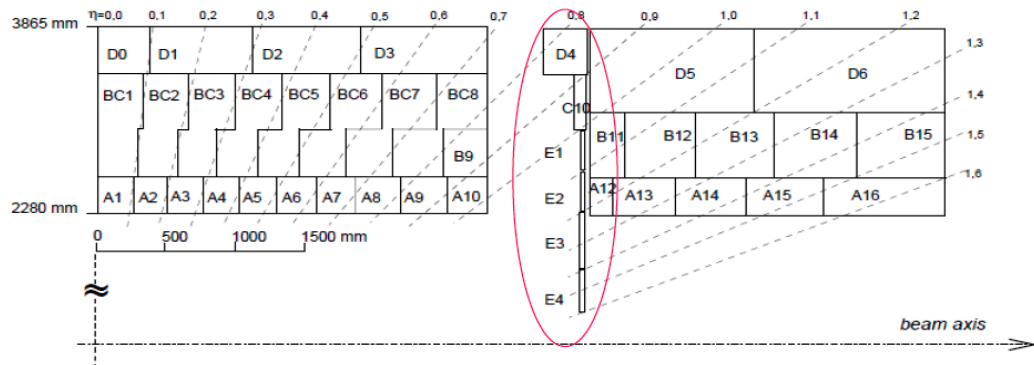 3865 mm η=0,0 0,1 0,2 0,3 0,4 0,5 0,6 0,7 0,8 0,9 1,0 1,1 1,2
D0 D1 D2 D3 D4 D5 D6 1,3
BC1 BC2 BC3 BC4 BC5 BC6 BC7 BC8 C10 1,4
B9 E1 B11 B12 B13 B14 B15 1,5
1,6
A1 A2 A3 A4 A5 A6 A7 A8 A9 A10 E2 A12 A13 A14 A15 A16
2280 mm
E3
0 500 1000 1500 mm
E4
beam axis